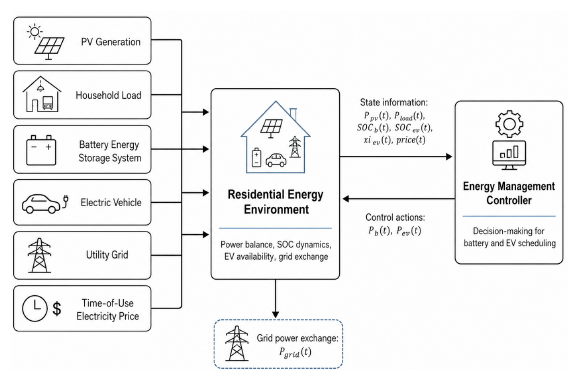 PV Generation
Household Load
Battery Energy
Storage System
Electric Vehicle
Utility Grid
$
Time-of-Use
Electricity Price
Residential Energy
Environment
Power balance, SOC dynamics,
EV availability, grid exchange
State information:
P_pv(t), P_load(t),
SOC_b(t), SOC_ev(t),
xi_ev(t), price(t)
Control actions:
P_b(t), P_ev(t)
Energy Management
Controller
Decision-making for
battery and EV scheduling
Grid power exchange:
P_grid(t)